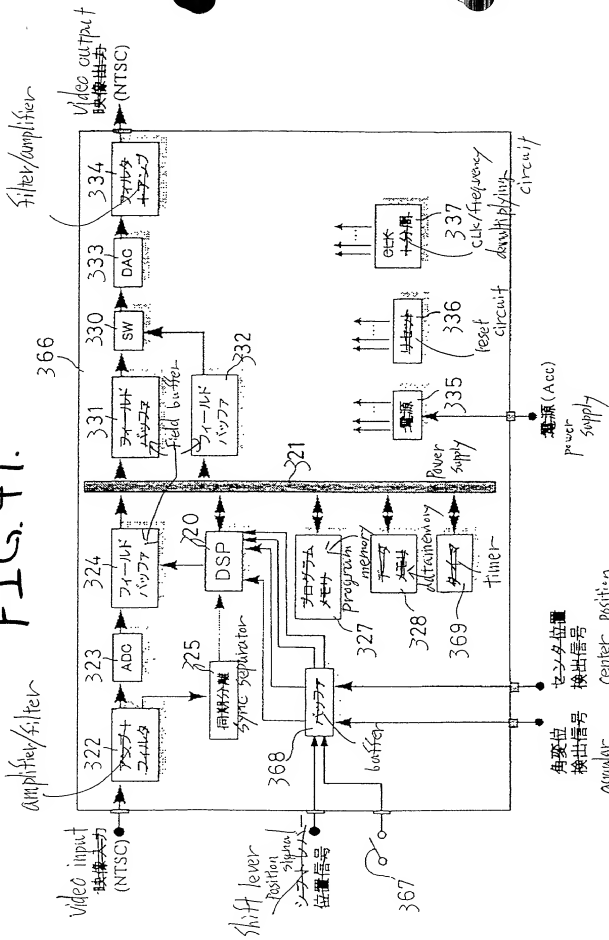 FIG. 41.
366
Video input
映像入力
(NTSC)
amplifier/filter
322
アンプ+
フィルタ
323
ADC
324
フィールド
バッファ
field buffer
331
フィールド
バッファ
330
SW
333
DAC
334
フィルタ
+アンプ
filter/amplifier
Video output
映像出力
(NTSC)
325
同期分離
sync separator
320
DSP
321
332
フィールド
バッファ
Shift lever
position signal
シフトレバー
位置信号
367
368
バッファ
buffer
327
プログラム
メモリ
program
memory
328
データ
メモリ
data memory
369
タイマ
timer
power
supply
電源
335
リセット
336
reset
circuit
CLK
+分周
337
CLK/frequency
circuit
角変位
検出信号
angular
センタ位置
検出信号
center position
電源(Acc)
power
supply